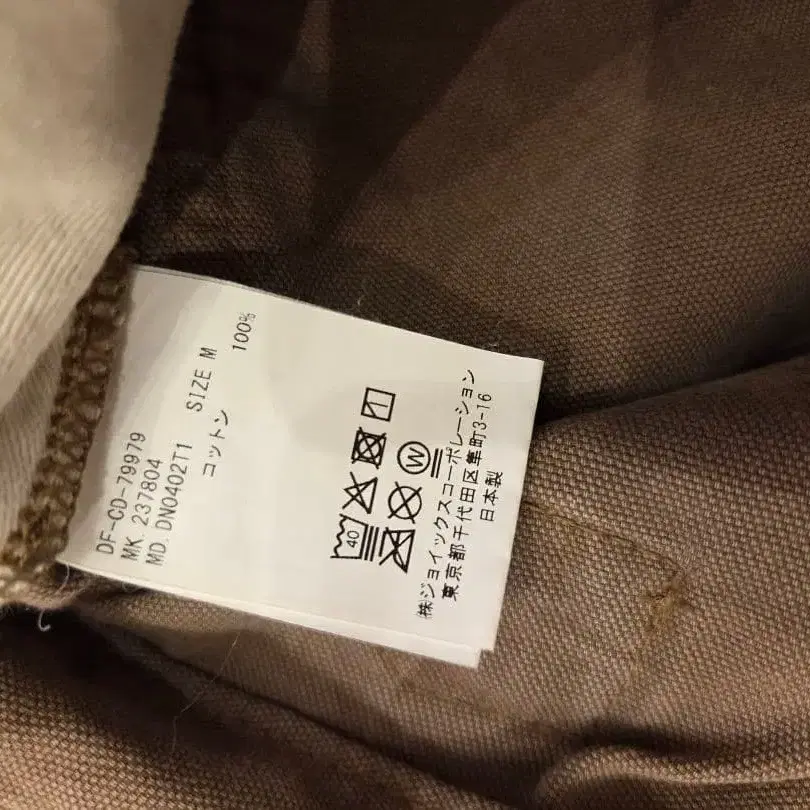 DF-CD-79979
MK. 237804
MD. DN0402T1 SIZE M
コットン 100%
40
W
㈱ジョイックスコーポレーション
東京都千代田区隼町3-16
日本製